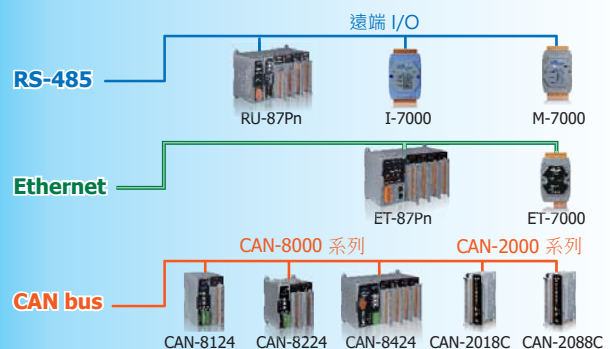 遠端 I/O
RS-485
RU-87Pn
I-7000
M-7000
Ethernet
ET-87Pn
ET-7000
CAN-8000 系列
CAN-2000 系列
CAN bus
CAN-8124
CAN-8224
CAN-8424
CAN-2018C
CAN-2088C